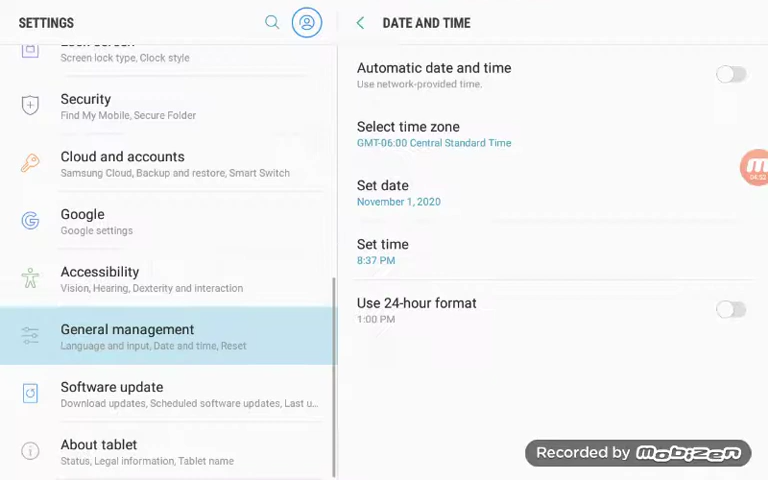 SETTINGS
Lock screen
Screen lock type, Clock style
Security
Find My Mobile, Secure Folder
Cloud and accounts
Samsung Cloud, Backup and restore, Smart Switch
Google
Google settings
Accessibility
Vision, Hearing, Dexterity and interaction
General management
Language and input, Date and time, Reset
Software update
Download updates, Scheduled software updates, Last u...
About tablet
Status, Legal information, Tablet name
DATE AND TIME
Automatic date and time
Use network-provided time.
Select time zone
GMT-06:00 Central Standard Time
Set date
November 1, 2020
Set time
8:37 PM
Use 24-hour format
1:00 PM
Recorded by mobizen